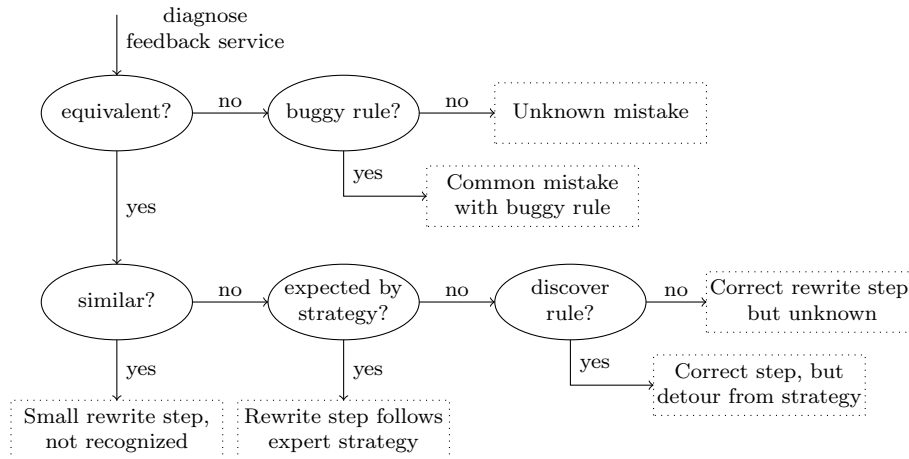 diagnose
feedback service
equivalent?
no
buggy rule?
no
Unknown mistake
yes
Common mistake
with buggy rule
yes
similar?
no
expected by
strategy?
no
discover
rule?
no
Correct rewrite step
but unknown
yes
Small rewrite step,
not recognized
yes
Rewrite step follows
expert strategy
yes
Correct step, but
detour from strategy